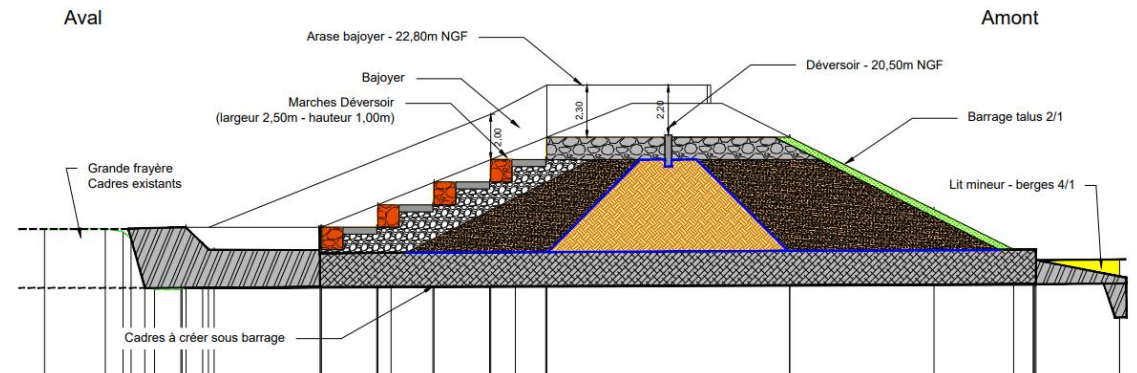 Aval
Amont
Arase bajoyer - 22,80m NGF
Déversoir - 20,50m NGF
Bajoyer
Marches Déversoir
(largeur 2,50m - hauteur 1,00m)
2,30
2,20
2,00
Barrage talus 2/1
Grande frayère
Cadres existants
Lit mineur - berges 4/1
Cadres à créer sous barrage